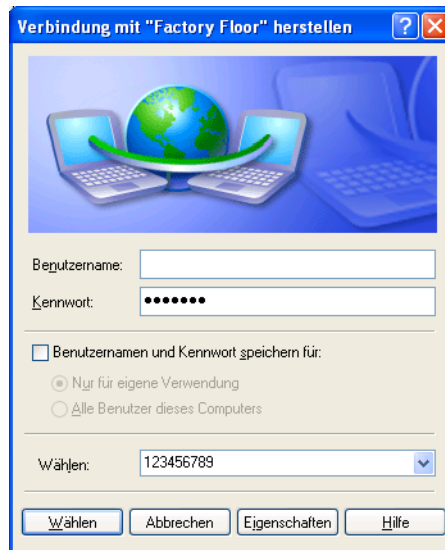 Verbindung mit "Factory Floor" herstellen
Benutzername:
Kennwort: •••••••
Benutzernamen und Kennwort speichern für:
Nur für eigene Verwendung
Alle Benutzer dieses Computers
Wählen: 123456789
Wählen Abbrechen Eigenschaften Hilfe